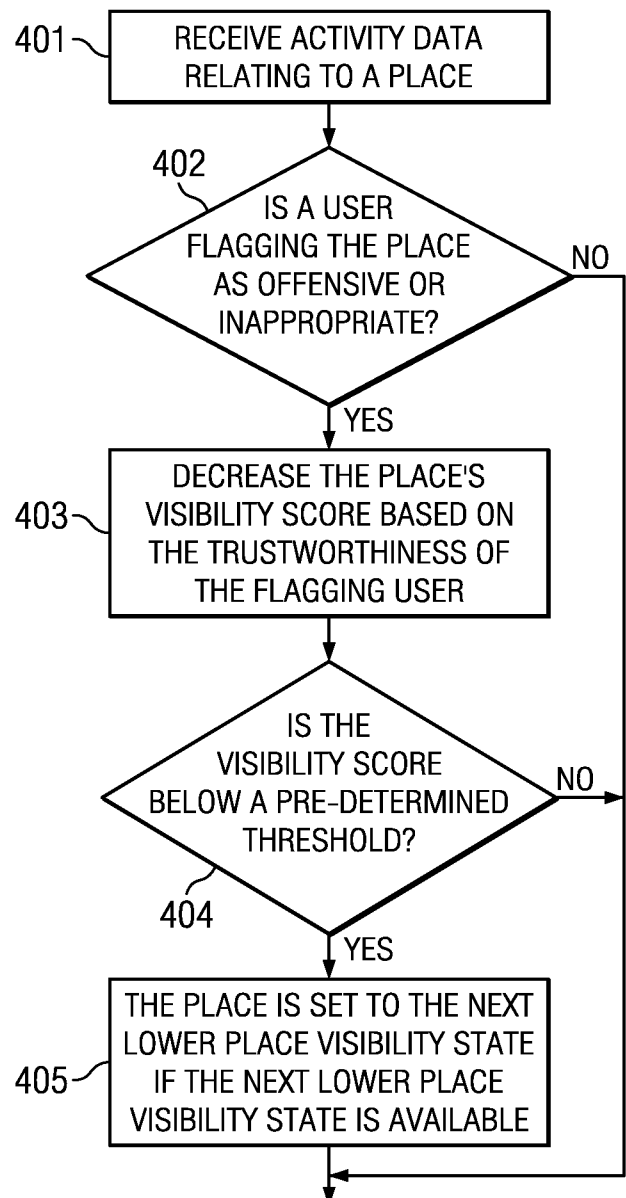 401
RECEIVE ACTIVITY DATA
RELATING TO A PLACE
402
IS A USER
FLAGGING THE PLACE
AS OFFENSIVE OR
INAPPROPRIATE?
NO
YES
403
DECREASE THE PLACE'S
VISIBILITY SCORE BASED ON
THE TRUSTWORTHINESS OF
THE FLAGGING USER
IS THE
VISIBILITY SCORE
BELOW A PRE-DETERMINED
THRESHOLD?
NO
404
YES
405
THE PLACE IS SET TO THE NEXT
LOWER PLACE VISIBILITY STATE
IF THE NEXT LOWER PLACE
VISIBILITY STATE IS AVAILABLE